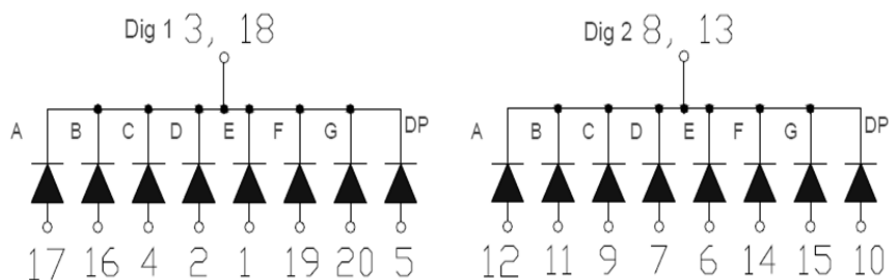 Dig 1 3, 18
Dig 2 8, 13
A B C D E F G DP
A B C D E F G DP
17 16 4 2 1 19 20 5
12 11 9 7 6 14 15 10